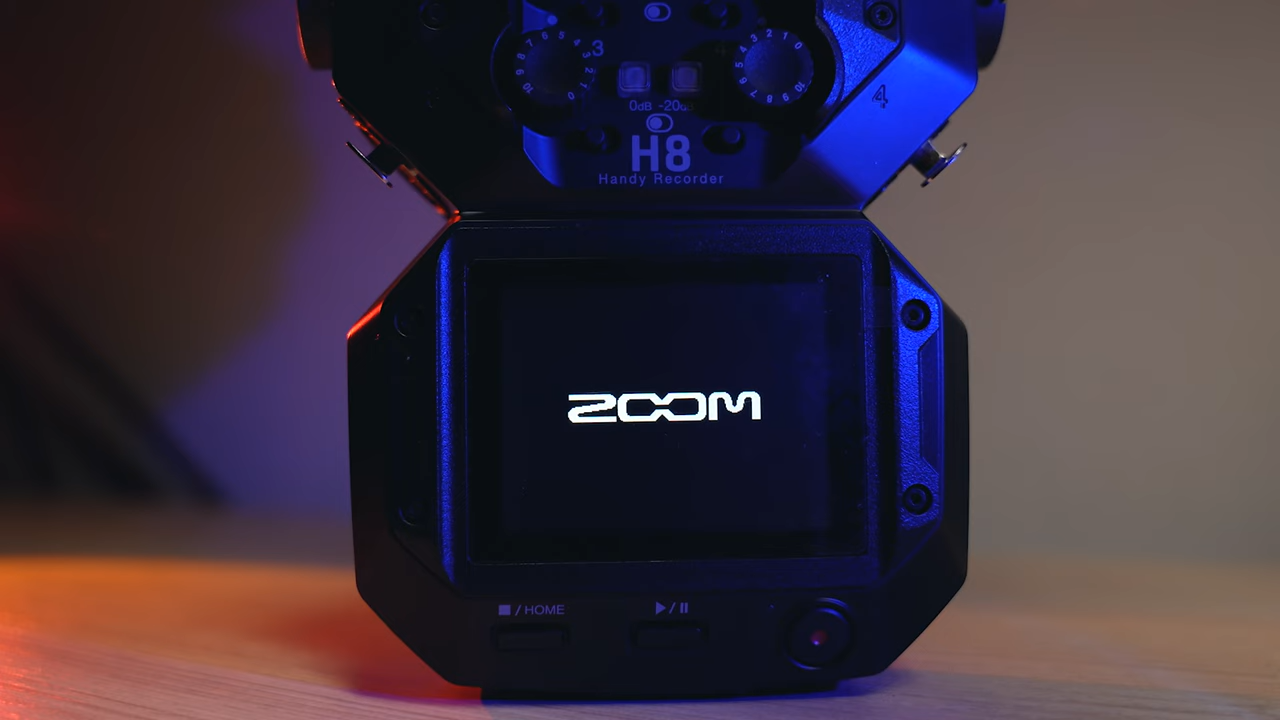 3
4
0dB -20dB
H8
Handy Recorder
ZOOM
■ / HOME
▶ / ⏸